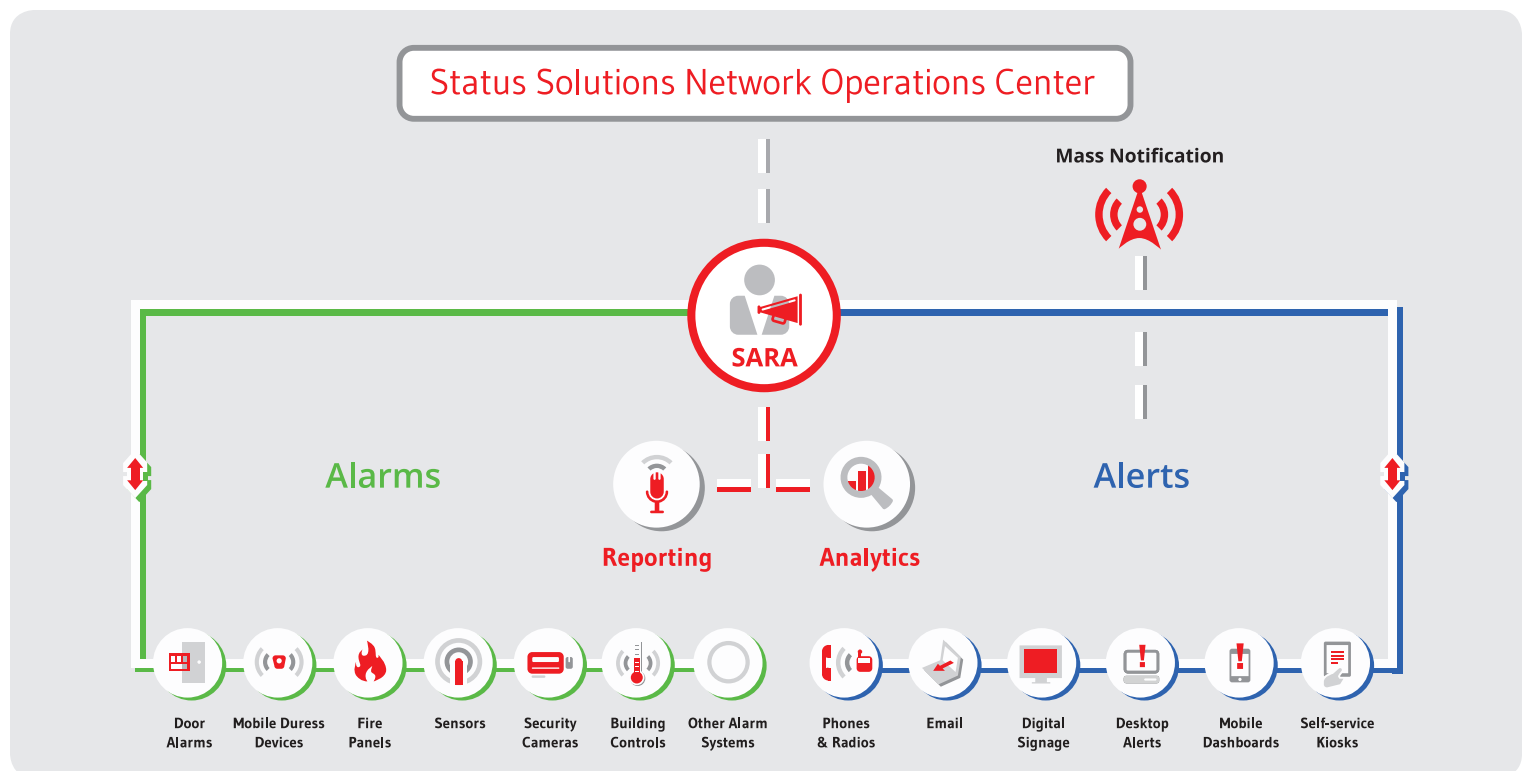 Status Solutions Network Operations Center
Mass Notification
SARA
Alarms
Alerts
Reporting
Analytics
Door
Alarms
Mobile Duress
Devices
Fire
Panels
Sensors
Security
Cameras
Building
Controls
Other Alarm
Systems
Phones
& Radios
Email
Digital
Signage
Desktop
Alerts
Mobile
Dashboards
Self-service
Kiosks